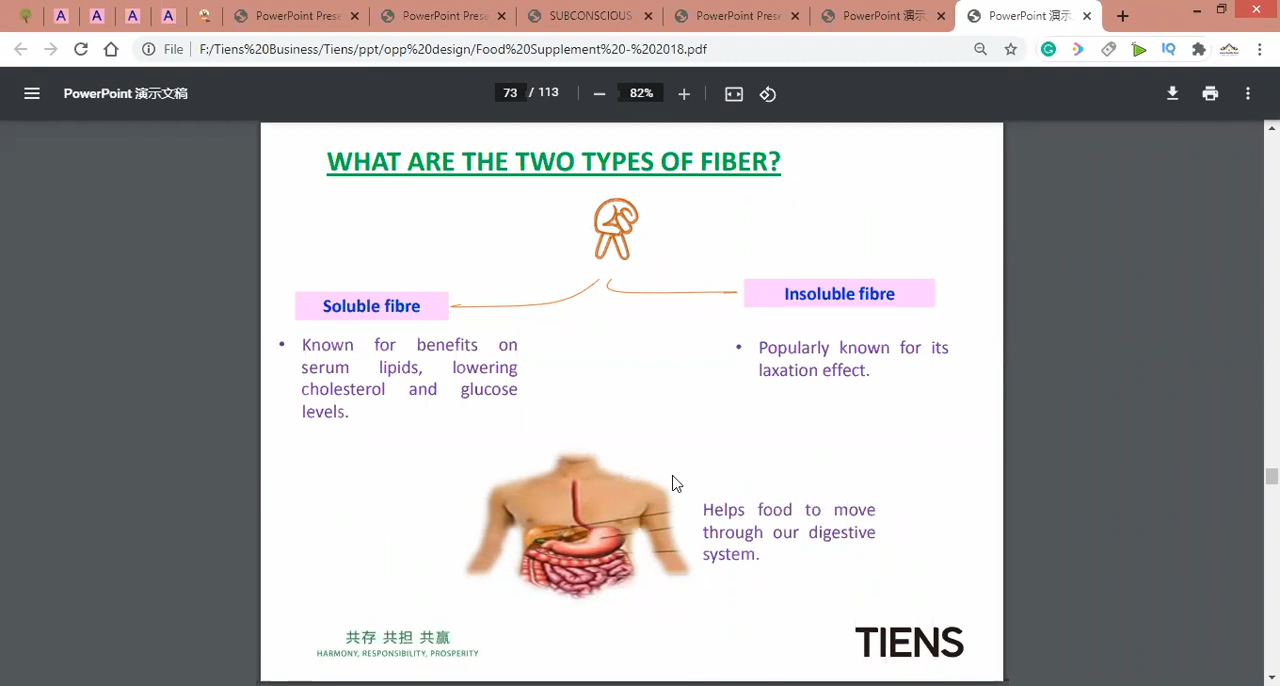 PowerPoint Prese
PowerPoint Prese
SUBCONSCIOUS
PowerPoint Prese
PowerPoint 演示
PowerPoint 演示
File
F:/Tiens%20Business/Tiens/ppt/opp%20design/Food%20Supplement%20-%202018.pdf
PowerPoint 演示文稿
73 / 113
82%
WHAT ARE THE TWO TYPES OF FIBER?
Soluble fibre
Insoluble fibre
• Known for benefits on
serum lipids, lowering
cholesterol and glucose
levels.
• Popularly known for its
laxation effect.
Helps food to move
through our digestive
system.
共存 共担 共赢
HARMONY, RESPONSIBILITY, PROSPERITY
TIENS